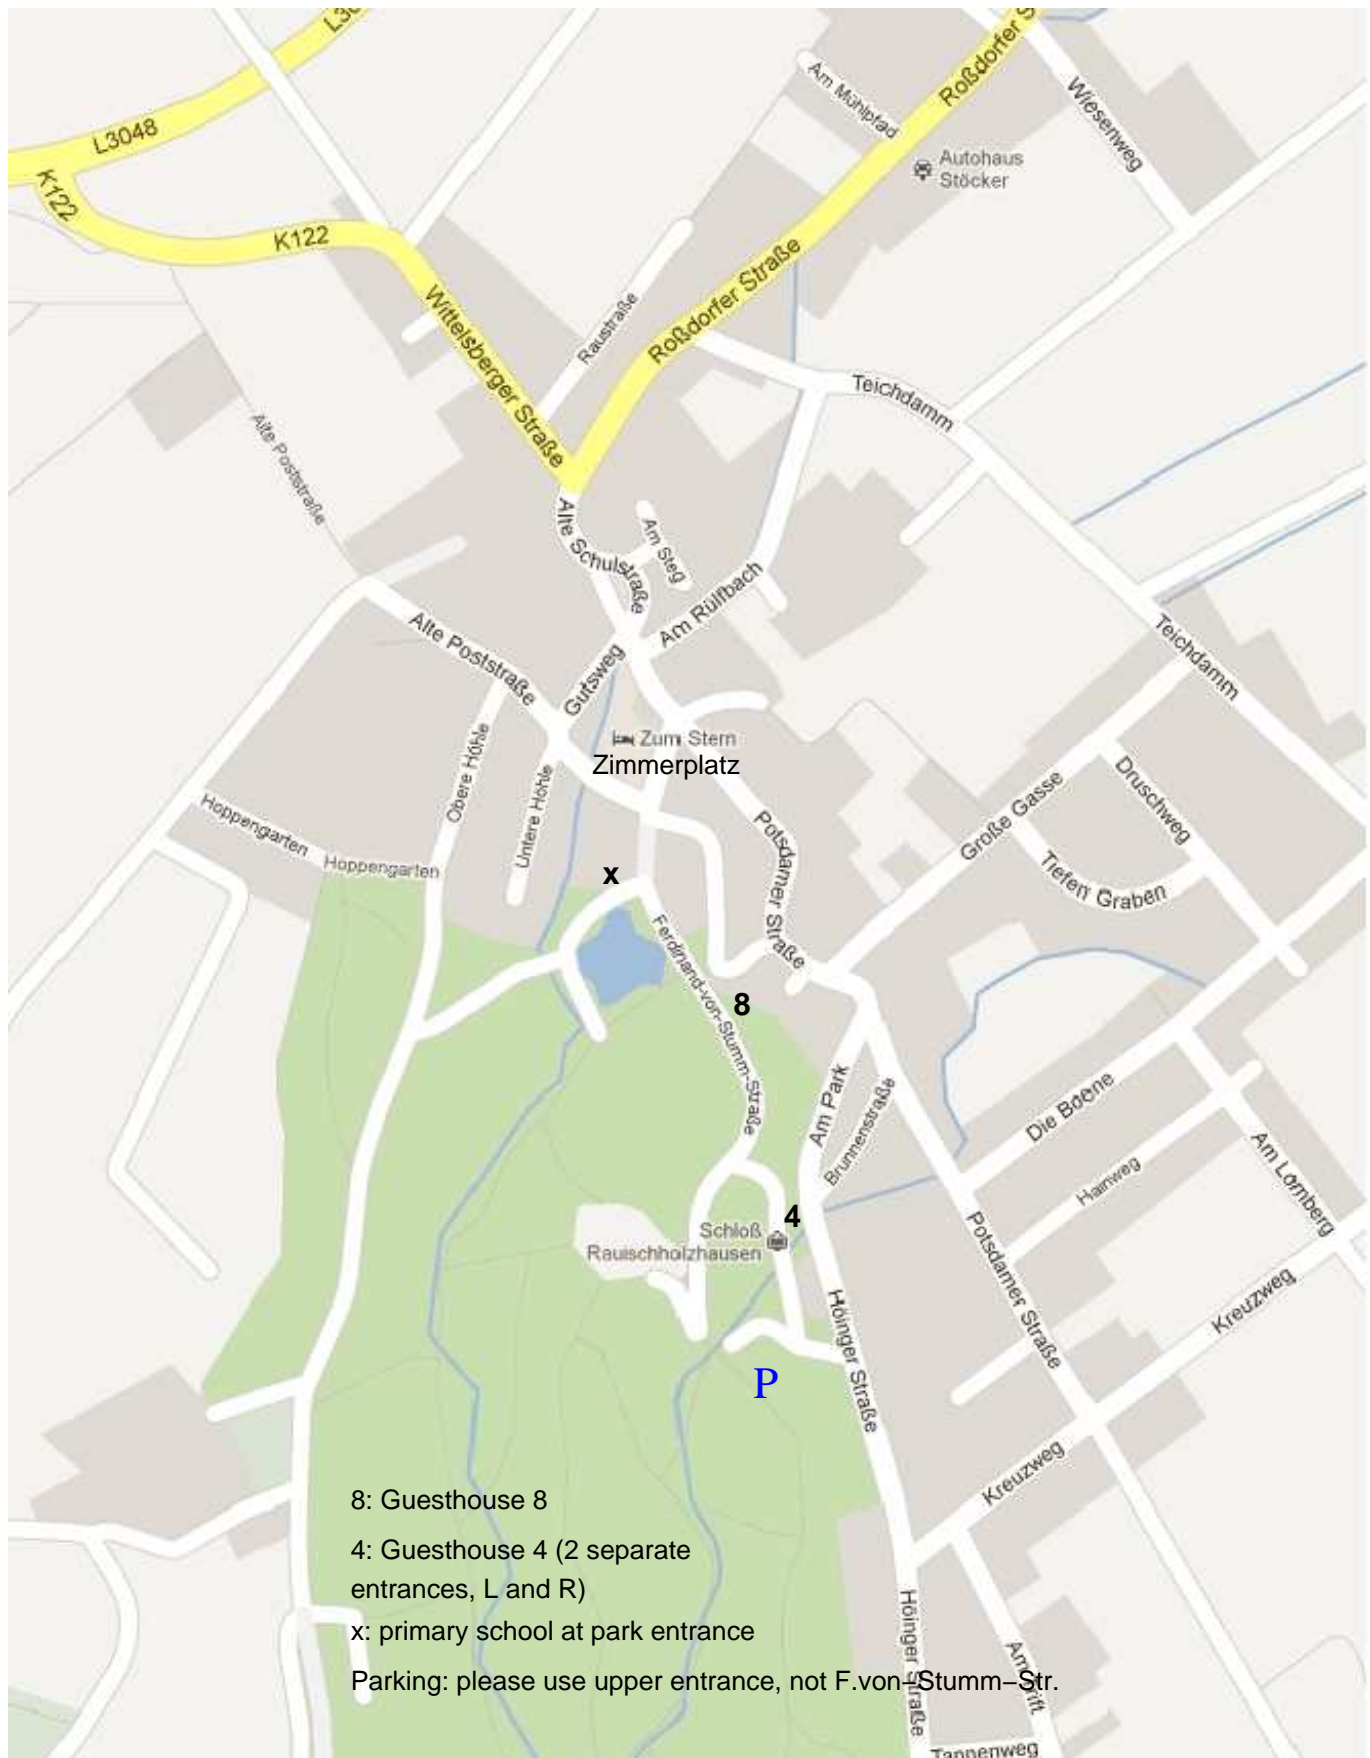 L30
Roßdorfer S
Am Mühlpfad
Wiesenweg
L3048
Autohaus
Stöcker
K122
K122
Roßdorfer Straße
Wittelsberger Straße
Raustraße
Teichdamm
Alte Poststraße
Alte Schulstraße
Am Steg
Am Rülfbach
Alte Poststraße
Gutsweg
Teichdamm
Zum Stern
Zimmerplatz
Obere Höhle
Untere Höhle
Druschweg
Große Gasse
Hoppengarten
Hoppengarten
Potsdamer Straße
Tiefen Graben
x
Ferdinand-von-Stumm-Straße
8
Am Park
Brunnenstraße
Die Boene
Am Lomberg
Hainweg
4
Schloß
Rauischholzhausen
Potsdamer Straße
Höinger Straße
Kreuzweg
P
Kreuzweg
8: Guesthouse 8
4: Guesthouse 4 (2 separate
entrances, L and R)
x: primary school at park entrance
Parking: please use upper entrance, not F.von–Stumm–Str.
Höinger Straße
Am Trift
Tannenweg